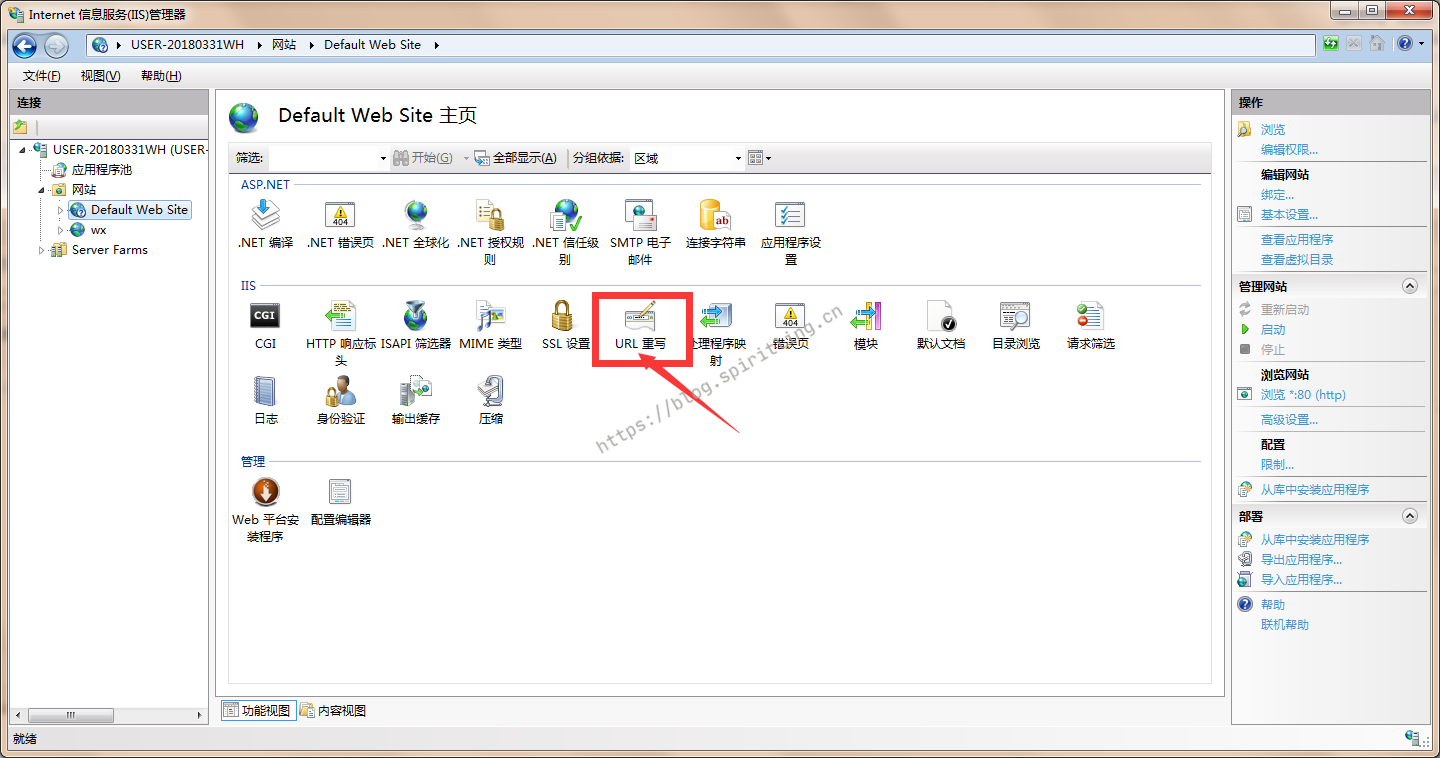 Internet 信息服务(IIS)管理器
USER-20180331WH 网站 Default Web Site
文件(F) 视图(V) 帮助(H)
连接
USER-20180331WH (USER-
应用程序池
网站
Default Web Site
wx
Server Farms
Default Web Site 主页
筛选: 开始(G) 全部显示(A) 分组依据: 区域
ASP.NET
.NET 编译 .NET 错误页 .NET 全球化 .NET 授权规 .NET 信任级 SMTP 电子 连接字符串 应用程序设
则 别 邮件 置
IIS
CGI 404
CGI HTTP 响应标 ISAPI 筛选器 MIME 类型 SSL 设置 URL 重写 处理程序映 错误页 模块 默认文档 目录浏览 请求筛选
头 射
日志 身份验证 输出缓存 压缩
https://blog.spiritling.cn
管理
Web 平台安 配置编辑器
装程序
功能视图 内容视图
就绪
操作
浏览
编辑权限...
编辑网站
绑定...
基本设置...
查看应用程序
查看虚拟目录
管理网站
重新启动
启动
停止
浏览网站
浏览 *:80 (http)
高级设置...
配置
限制...
从库中安装应用程序
部署
从库中安装应用程序
导出应用程序...
导入应用程序...
帮助
联机帮助